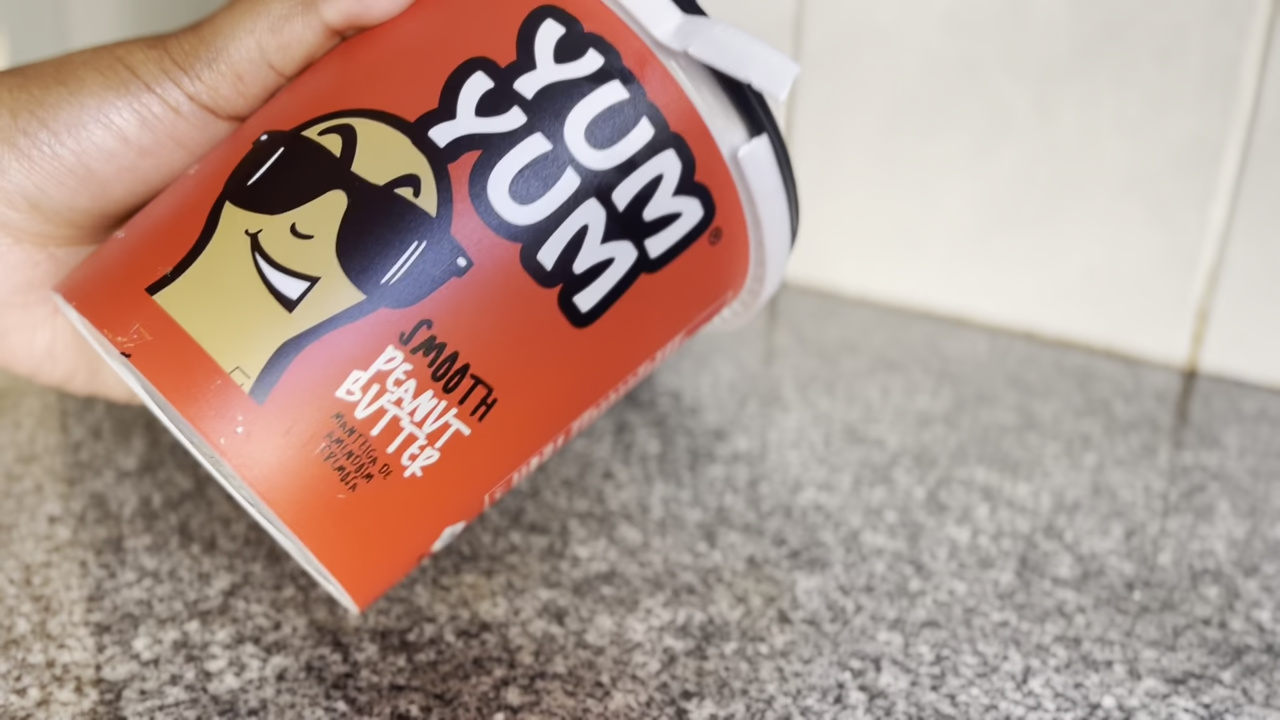 YUM
YUM
®
SMOOTH
PEANUT
BUTTER
MANTEIGA DE
AMENDOIM
CREMOSA